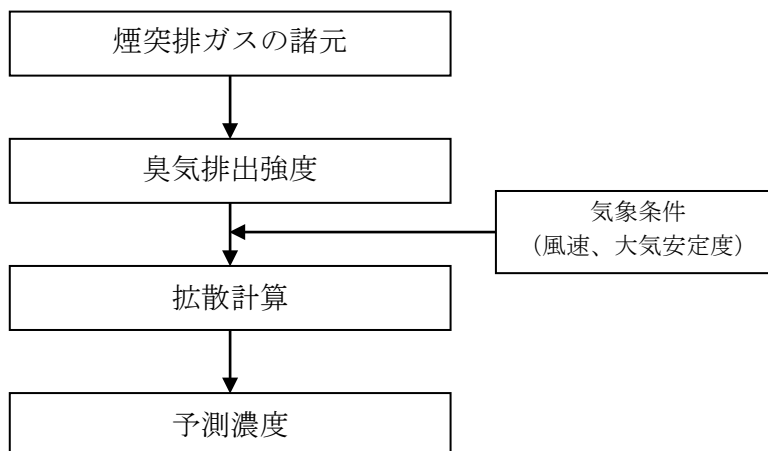 煙突排ガスの諸元
臭気排出強度
気象条件
（風速、大気安定度）
拡散計算
予測濃度